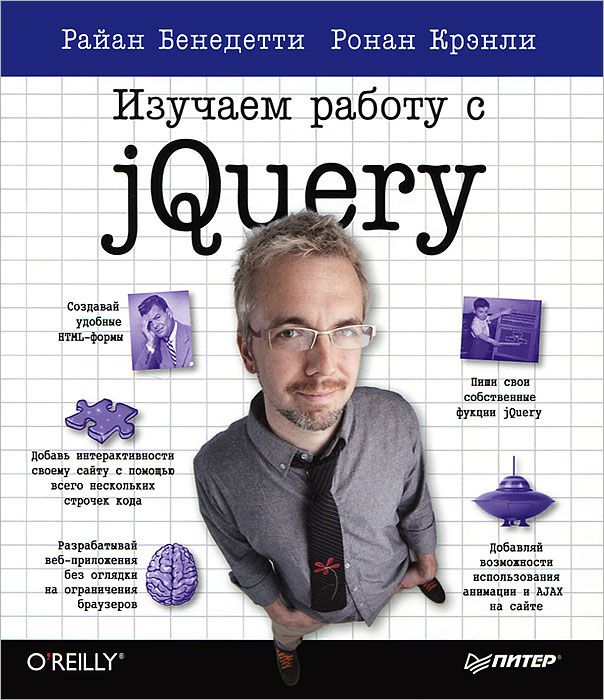 Райан Бенедетти Ронан Крэнли
Изучаем работу с
jQuery
Создавай
удобные
HTML-формы
Пиши свои
собственные
фукции jQuery
Добавь интерактивности
своему сайту с помощью
всего нескольких
строчек кода
Разрабатывай
веб-приложения
без оглядки
на ограничения
браузеров
Добавляй
возможности
использования
анимации и AJAX
на сайте
O'REILLY®
ПИТЕР®